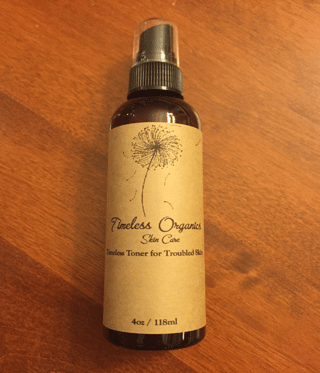 Timeless Organics
Skin Care
Timeless Toner for Troubled Skin
4oz / 118ml